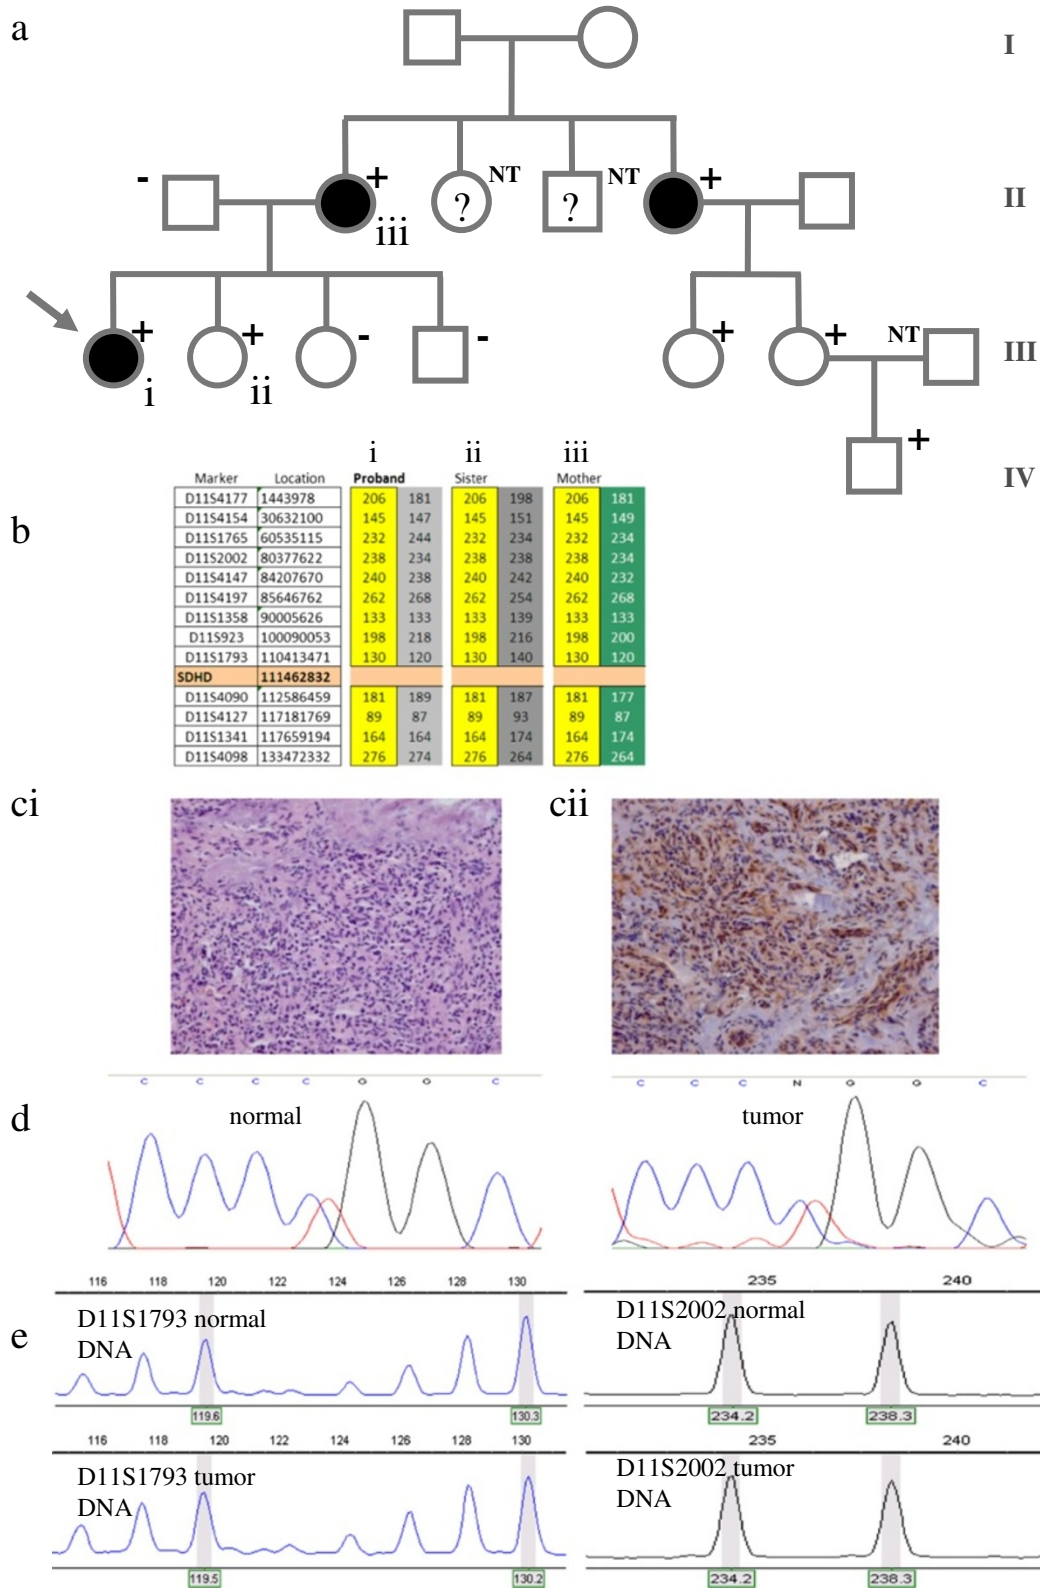 a
I
- + NT NT +
? ?
II
iii
+ + - - + + NT
III
i ii
+
IV
b
i ii iii
Marker Location Proband Sister Mother
D11S4177 1443978 206 181 206 198 206 181
D11S4154 30632100 145 147 145 151 145 149
D11S1765 60535115 232 244 232 234 232 234
D11S2002 80377622 238 234 238 238 238 234
D11S4147 84207670 240 238 240 242 240 232
D11S4197 85646762 262 268 262 254 262 268
D11S1358 90005626 133 133 133 139 133 133
D11S923 100090053 198 218 198 216 198 200
D11S1793 110413471 130 120 130 140 130 120
SDHD 111462832
D11S4090 112586459 181 189 181 187 181 177
D11S4127 117181769 89 87 89 93 89 87
D11S1341 117659194 164 164 164 174 164 174
D11S4098 133472332 276 274 276 264 276 264
ci cii
C C C C G G C C C C N G G C
d normal tumor
116 118 120 122 124 126 128 130 235 240
e
D11S1793 normal
DNA
D11S2002 normal
DNA
119.6 130.3 234.2 238.3
116 118 120 122 124 126 128 130 235 240
D11S1793 tumor
DNA
D11S2002 tumor
DNA
119.5 130.2 234.2 238.3